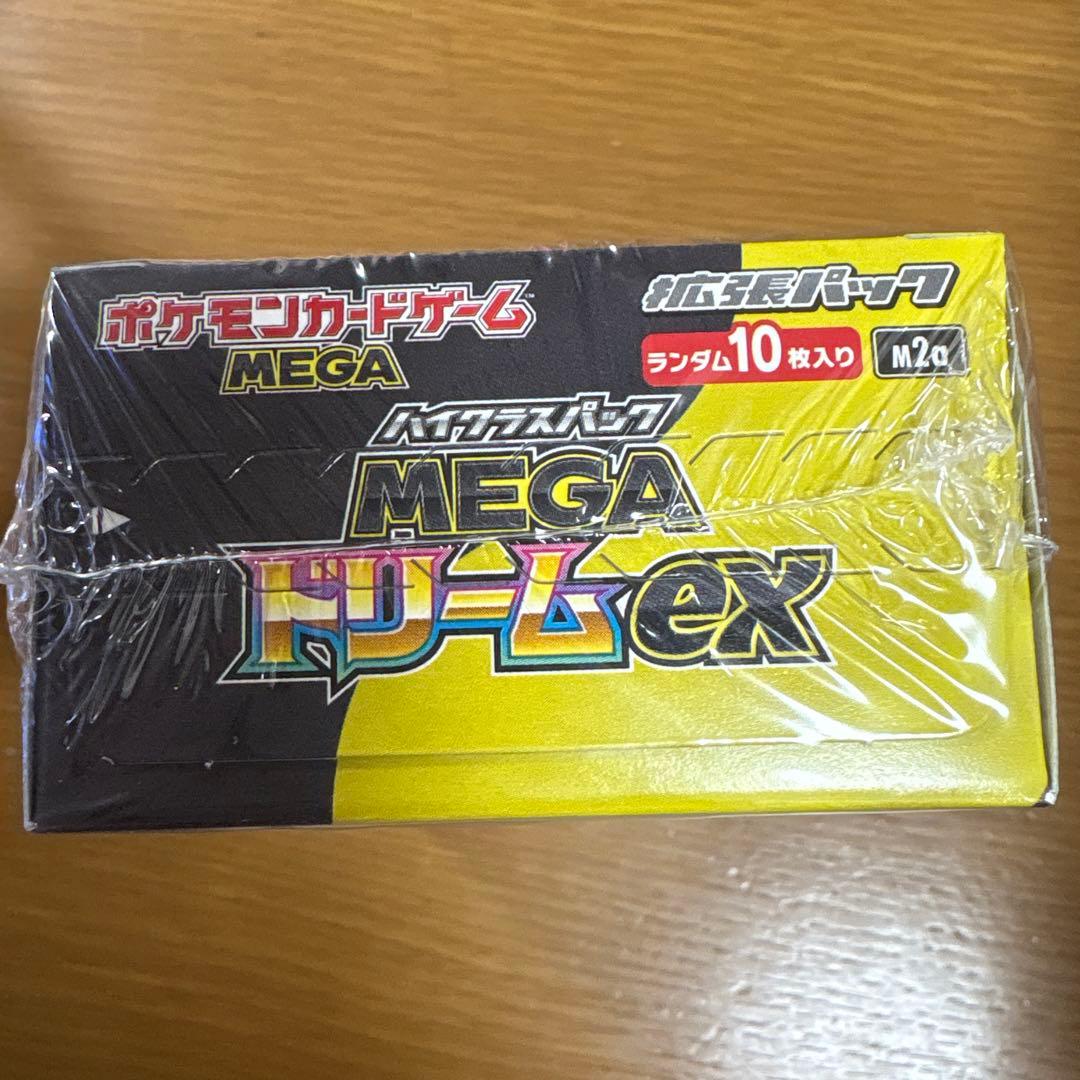 ポケモンカードゲーム™
MEGA
拡張パック
ランダム10枚入り
M2a
ハイクラスパック
MEGA
ドリームex